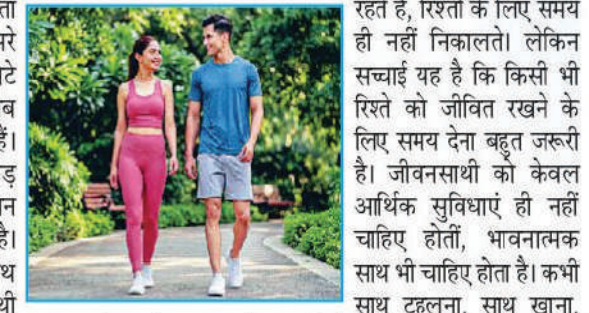 रहते हैं, रिश्तों के लिए समय
ही नहीं निकालते। लेकिन
सच्चाई यह है कि किसी भी
रिश्ते को जीवित रखने के
लिए समय देना बहुत जरूरी
है। जीवनसाथी को केवल
आर्थिक सुविधाएं ही नहीं
चाहिए होतीं, भावनात्मक
साथ भी चाहिए होता है। कभी
साथ टहलना, साथ खाना,